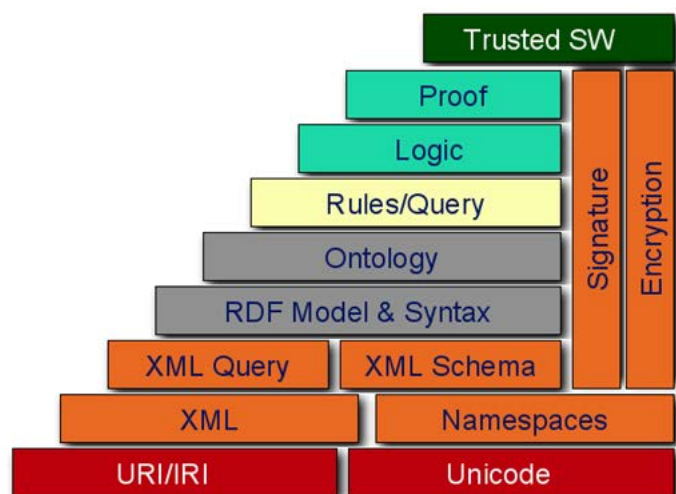 Trusted SW
Proof
Logic
Rules/Query
Ontology
RDF Model & Syntax
Signature
Encryption
XML Query
XML Schema
XML
Namespaces
URI/IRI
Unicode